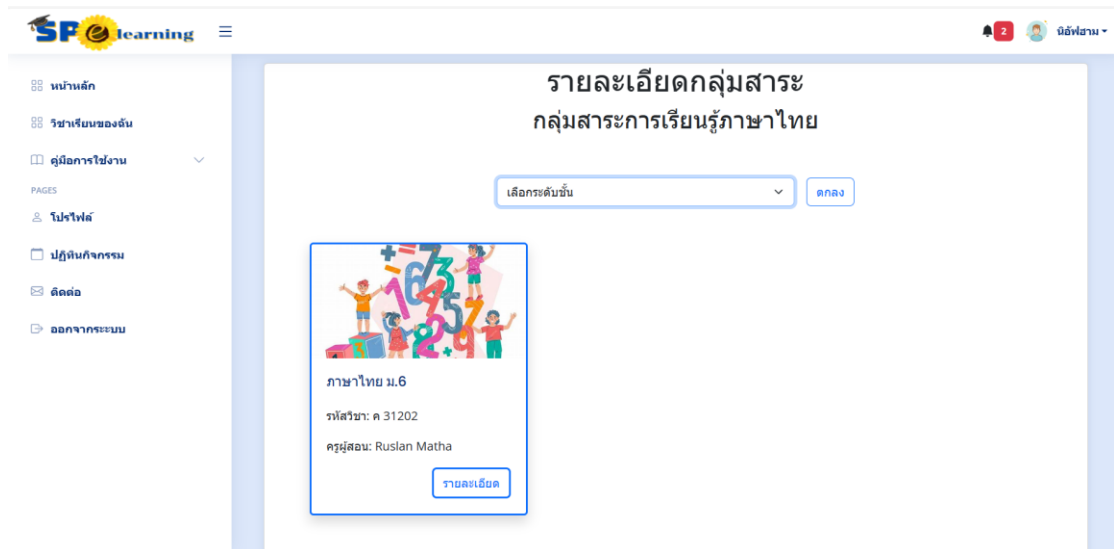 SP@learning
2
นิอัฟฮาม
หน้าหลัก
วิชาเรียนของฉัน
คู่มือการใช้งาน
PAGES
โปรไฟล์
ปฏิทินกิจกรรม
ติดต่อ
ออกจากระบบ
รายละเอียดกลุ่มสาระ
กลุ่มสาระการเรียนรู้ภาษาไทย
เลือกระดับชั้น
ตกลง
ภาษาไทย ม.6
รหัสวิชา: ค 31202
ครูผู้สอน: Ruslan Matha
รายละเอียด